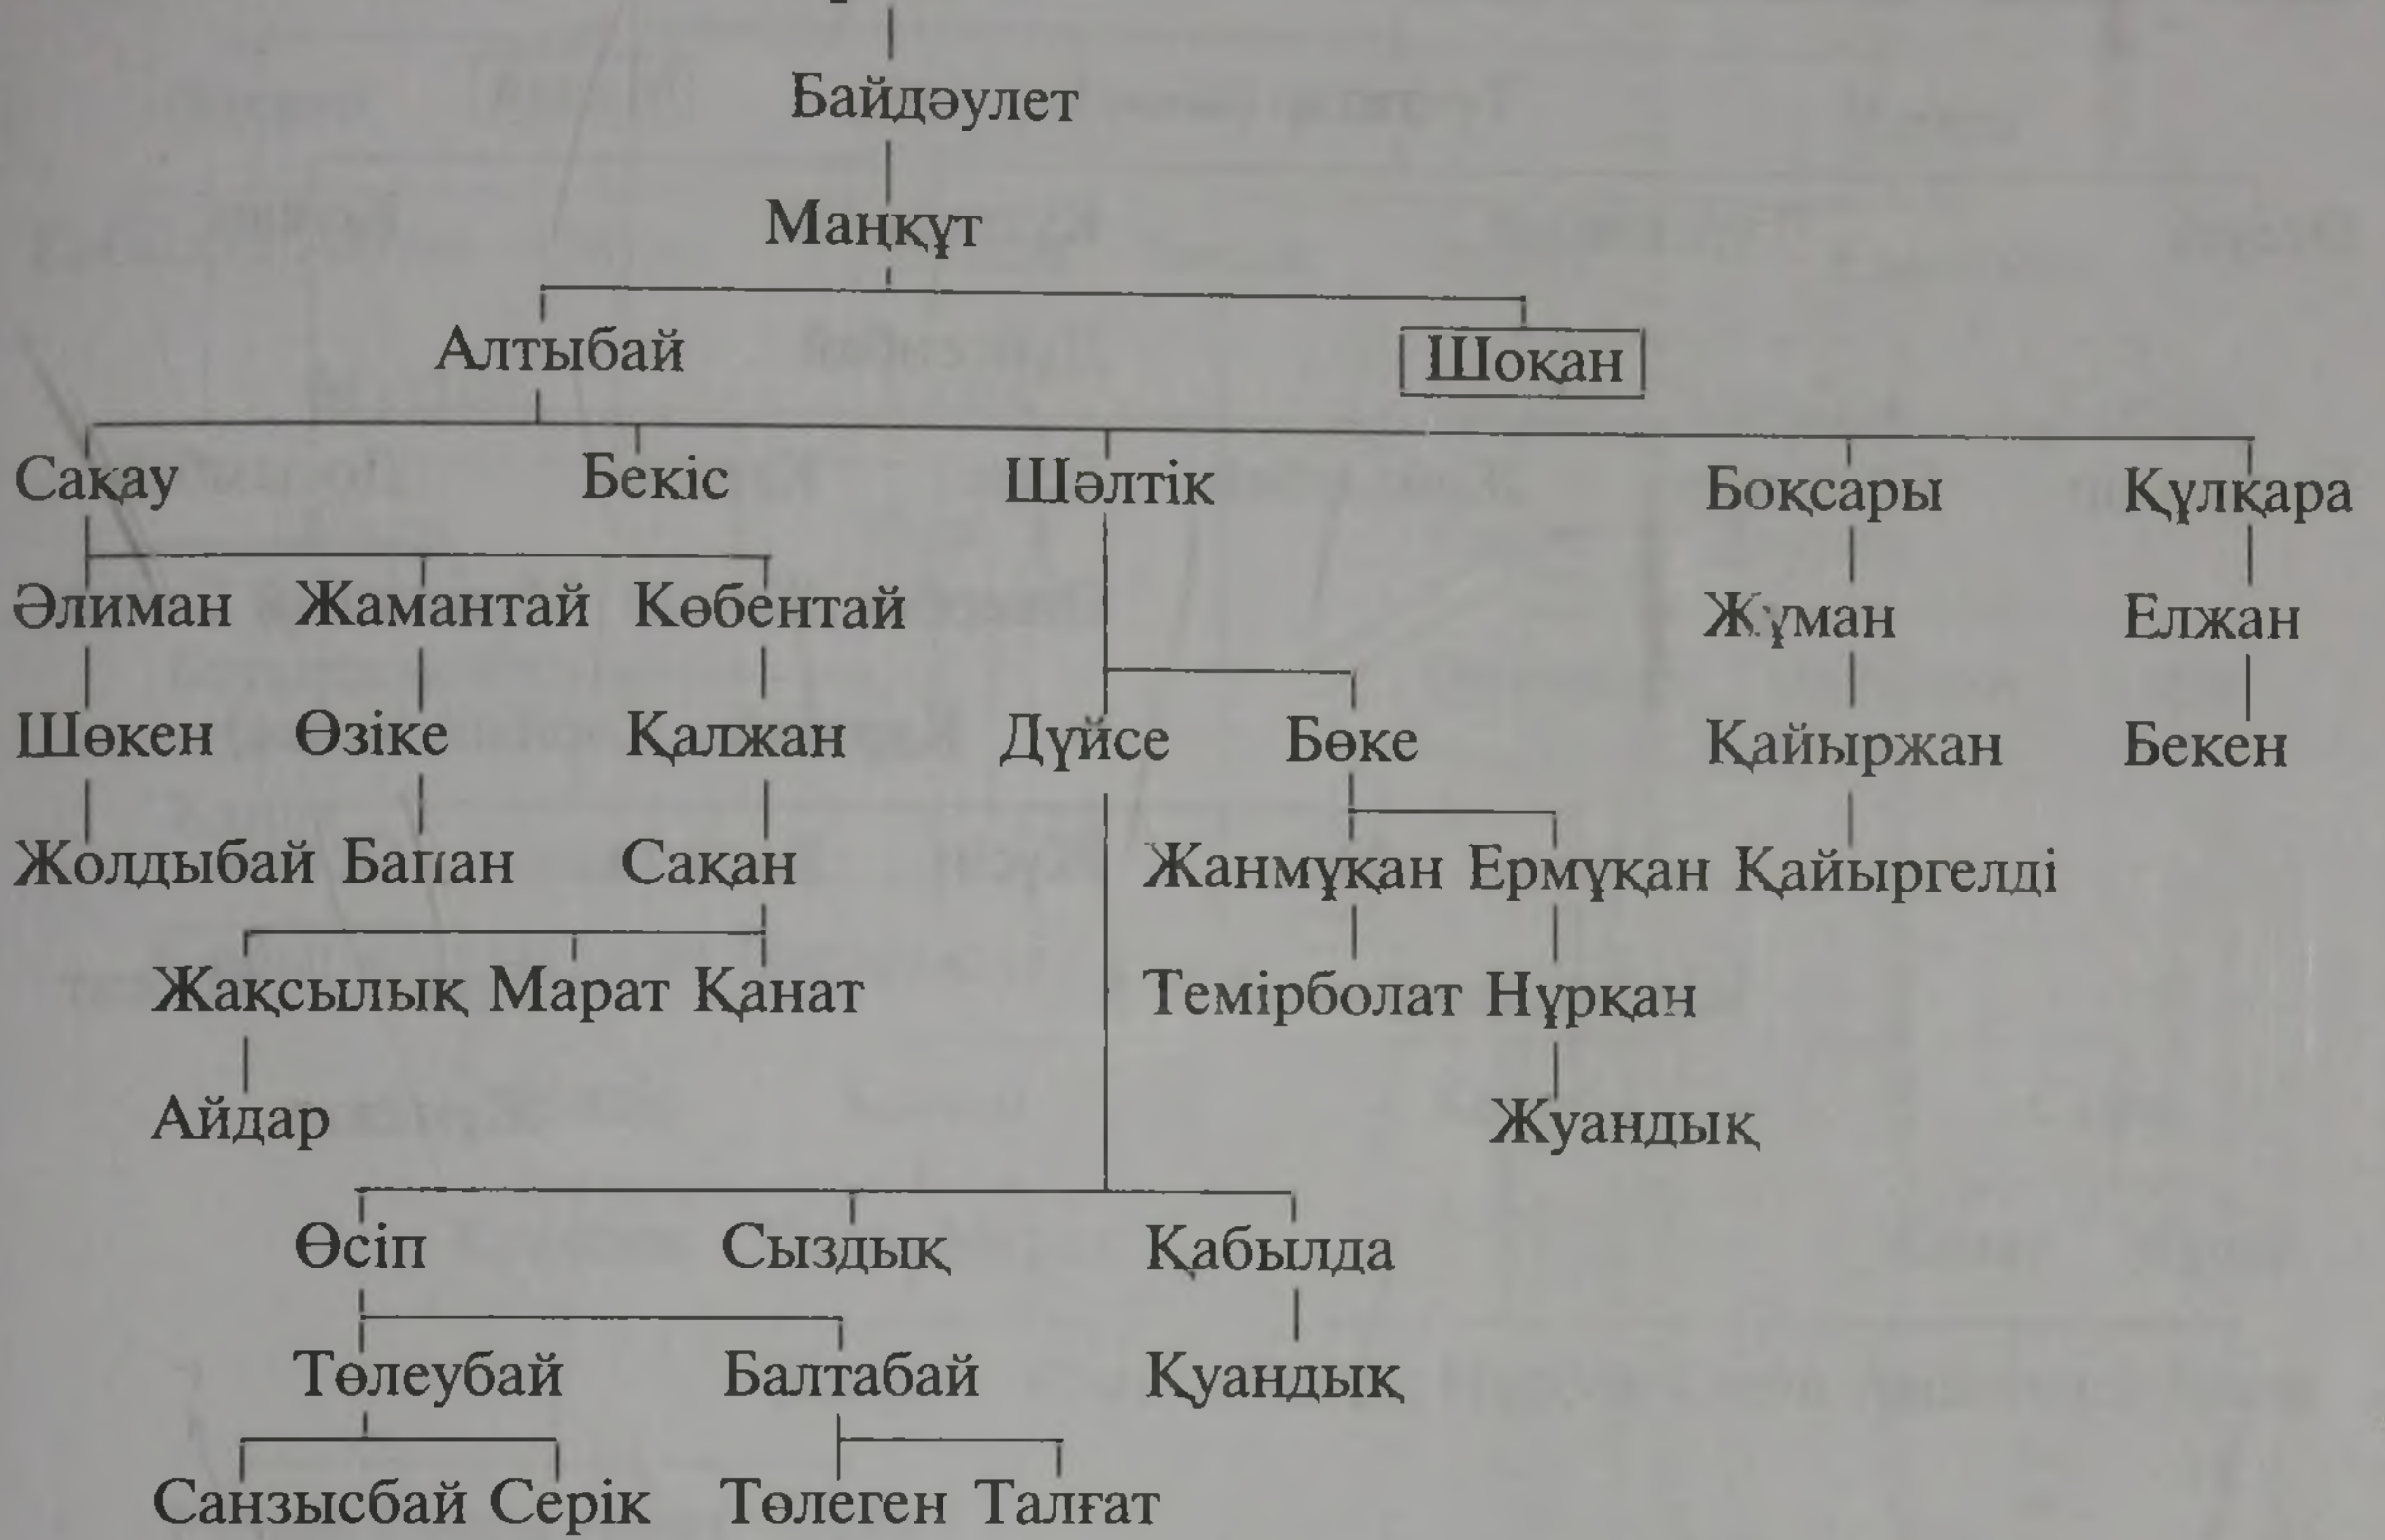 Байдәулет
Маңқұт
Алтыбай Шоқан
Сақау Бекіс Шәлтік Боқсары Құлқара
Әлиман Жамантай Көбентай Жұман Елжан
Шөкен Өзіке Қалжан Дүйсе Бөке Қайыржан Бекен
Жолдыбай Бапан Сақан Жанмұқан Ермұқан Қайыргелді
Жақсылық Марат Қанат Темірболат Нұрқан
Айдар Жуандық
Өсіп Сыздық Қабылда
Төлеубай Балтабай Қуандық
Санзысбай Серік Төлеген Талғат